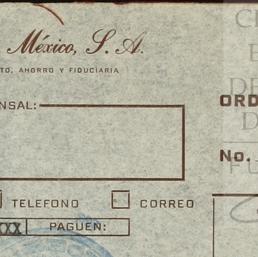 México, S. A.
TO, AHORRO Y FIDUCIARIA
NSAL:
ORD
No.
TELEFONO CORREO
XXX PAGUEN: